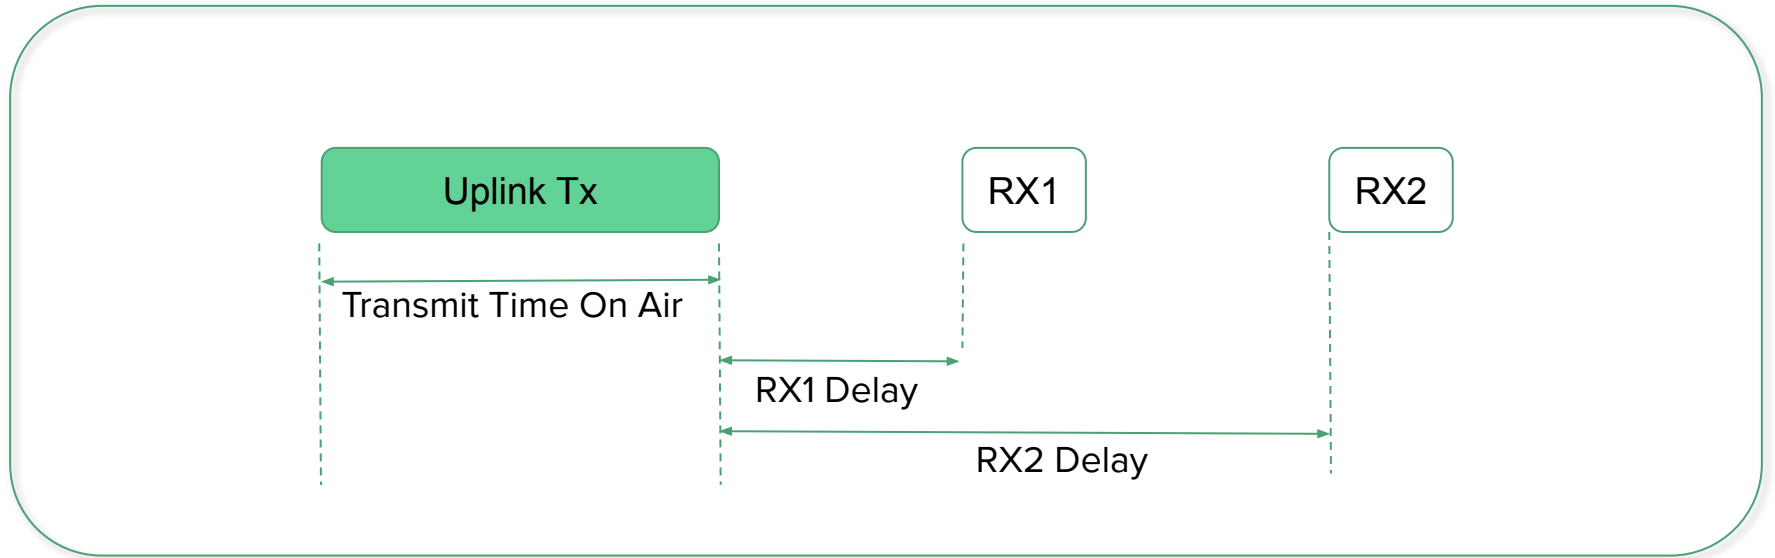 Uplink Tx
RX1
RX2
Transmit Time On Air
RX1 Delay
RX2 Delay